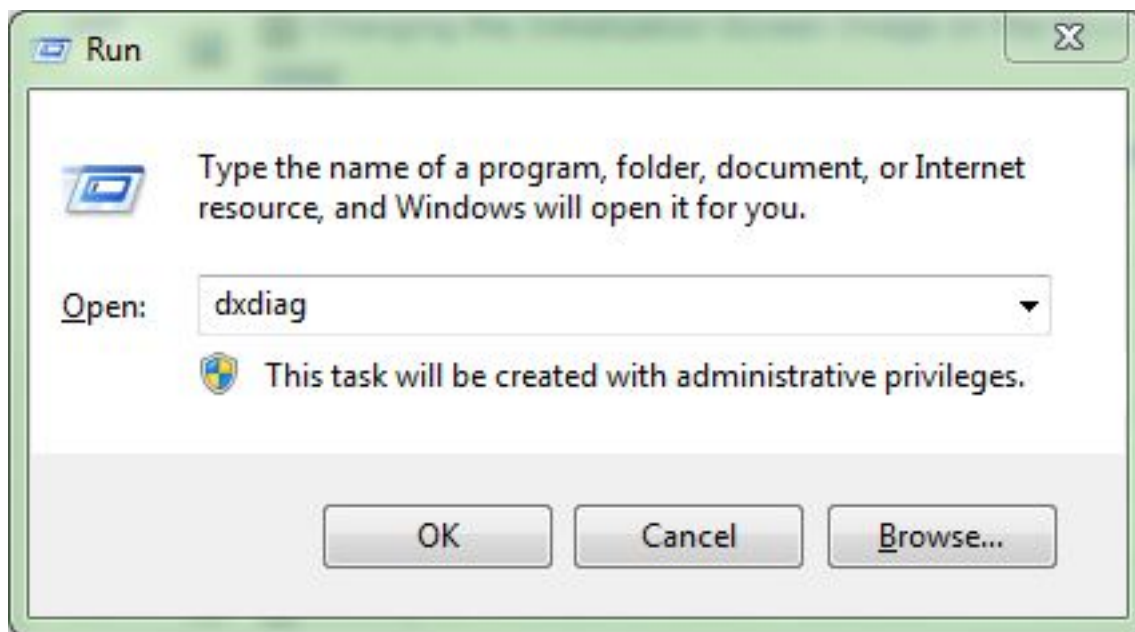 Run
Type the name of a program, folder, document, or Internet
resource, and Windows will open it for you.
Open:
dxdiag
This task will be created with administrative privileges.
OK
Cancel
Browse...